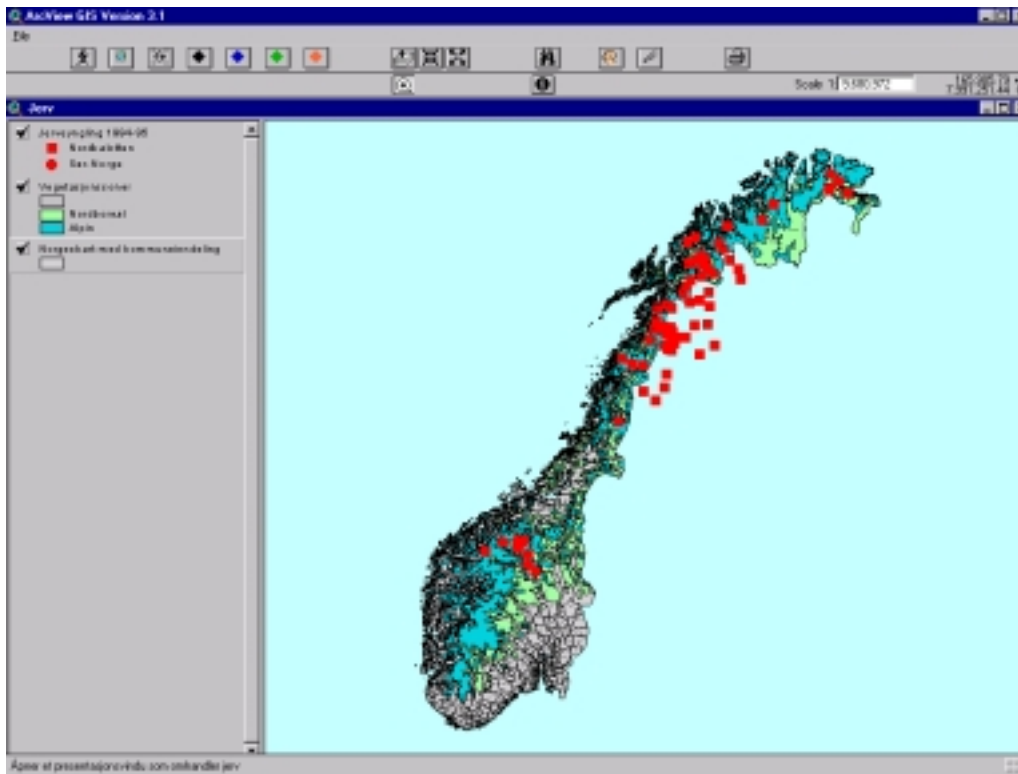 ArcView GIS Version 3.1
File
Scale 1:
Jerv
Jerveyngling 1994-95
Nordkalotten
Sør-Norge
Vegetasjonssoner
Nordboreal
Alpin
Norgeskart med kommuneinndeling
Åpner et presentasjonsvindu som omhandler jerv